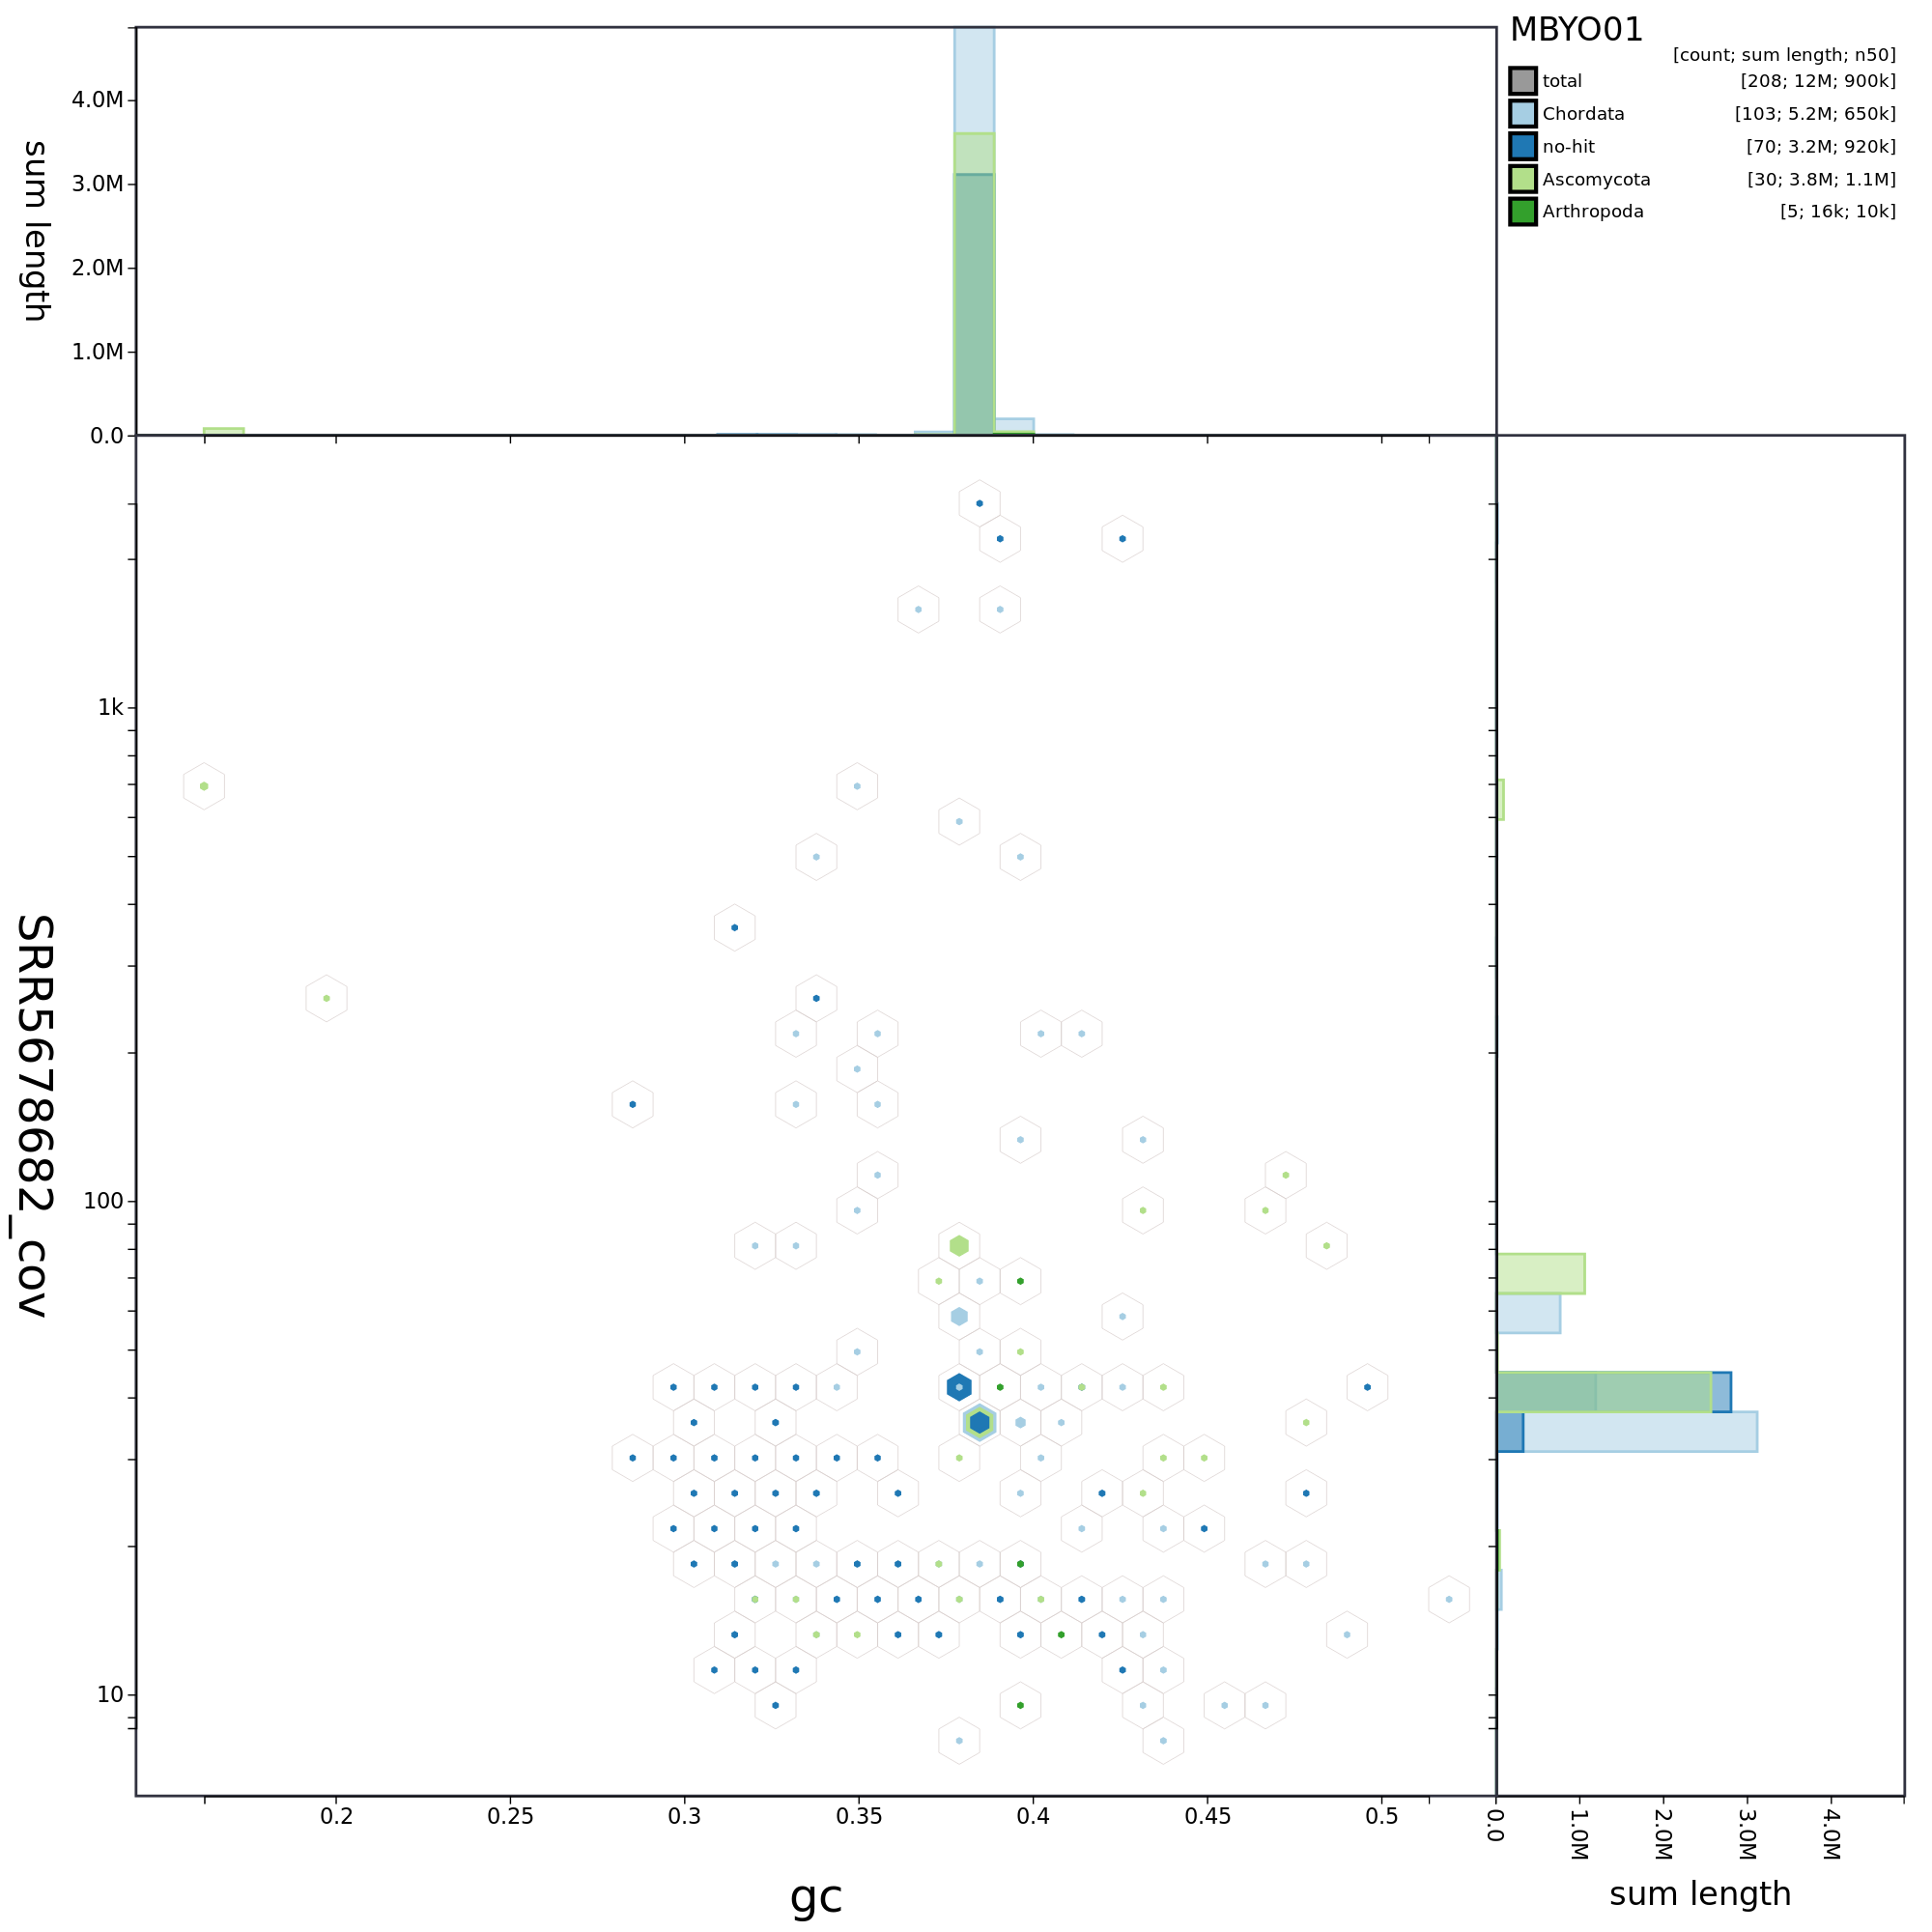 MBYO01
[count; sum length; n50]
total [208; 12M; 900k]
Chordata [103; 5.2M; 650k]
no-hit [70; 3.2M; 920k]
Ascomycota [30; 3.8M; 1.1M]
Arthropoda [5; 16k; 10k]
sum length
4.0M
3.0M
2.0M
1.0M
0.0
SRR5678682_cov
1k
100
10
0.2 0.25 0.3 0.35 0.4 0.45 0.5
gc
0.0 1.0M 2.0M 3.0M 4.0M
sum length